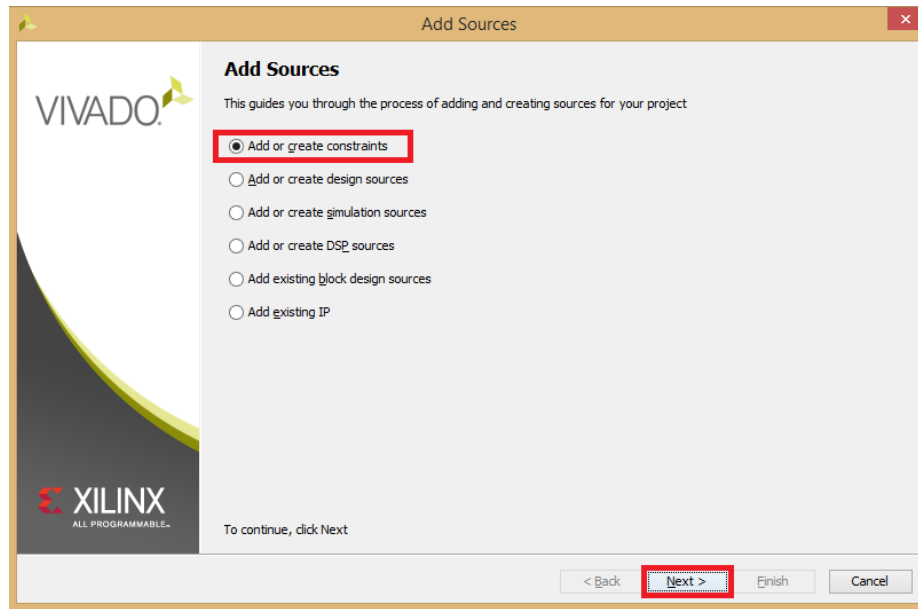 Add Sources
VIVADO.
Add Sources
This guides you through the process of adding and creating sources for your project
Add or create constraints
Add or create design sources
Add or create simulation sources
Add or create DSP sources
Add existing block design sources
Add existing IP
XILINX
ALL PROGRAMMABLE™
To continue, click Next
< Back
Next >
Finish
Cancel